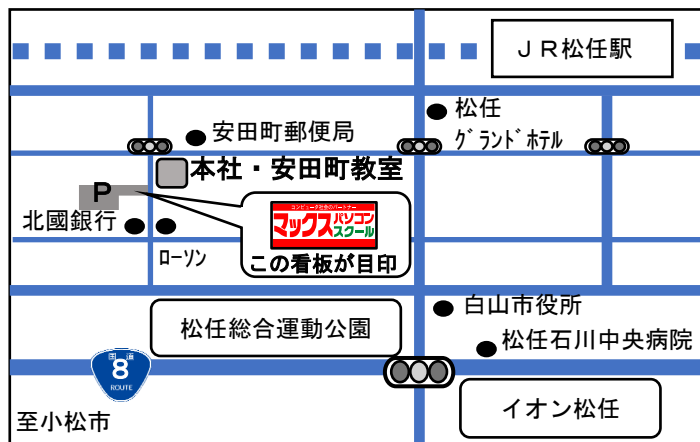 ＪＲ松任駅
松任
ｸﾞﾗﾝﾄﾞﾎﾃﾙ
安田町郵便局
本社・安田町教室
P
北國銀行
ﾛｰｿﾝ
コンピュータ社会のパートナー
マックスパソコン
スクール
この看板が目印
白山市役所
松任総合運動公園
松任石川中央病院
国道
8
ROUTE
イオン松任
至小松市